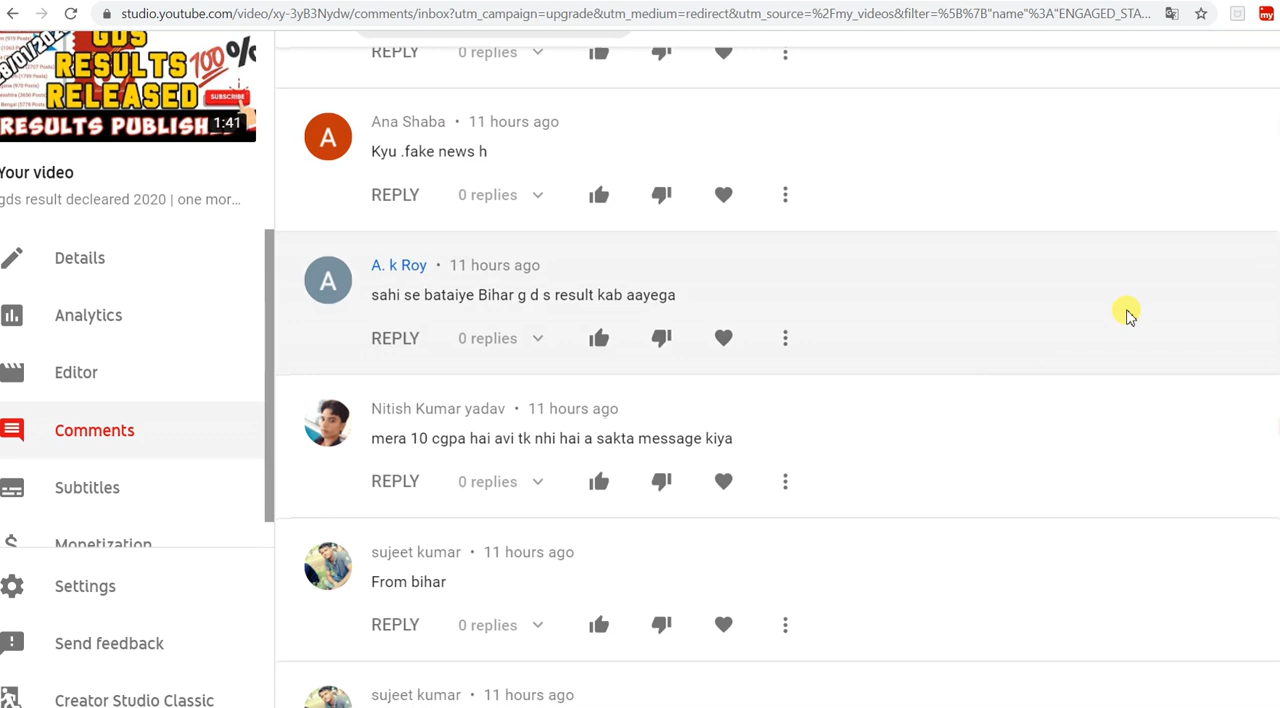 studio.youtube.com/video/xy-3yB3Nydw/comments/inbox?utm_campaign=upgrade&utm_medium=redirect&utm_source=%2Fmy_videos&filter=%5B%7B"name"%3A"ENGAGED_STA...
my
GDS
RESULTS
RELEASED
100%
SUBSCRIBE
RESULTS PUBLISH
1:41
Your video
gds result decleared 2020 | one mor...
Details
Analytics
Editor
Comments
Subtitles
Monetization
Settings
Send feedback
Creator Studio Classic
REPLY 0 replies
Ana Shaba • 11 hours ago
A
Kyu .fake news h
REPLY 0 replies
A. k Roy • 11 hours ago
A
sahi se bataiye Bihar g d s result kab aayega
REPLY 0 replies
Nitish Kumar yadav • 11 hours ago
mera 10 cgpa hai avi tk nhi hai a sakta message kiya
REPLY 0 replies
sujeet kumar • 11 hours ago
From bihar
REPLY 0 replies
sujeet kumar • 11 hours ago